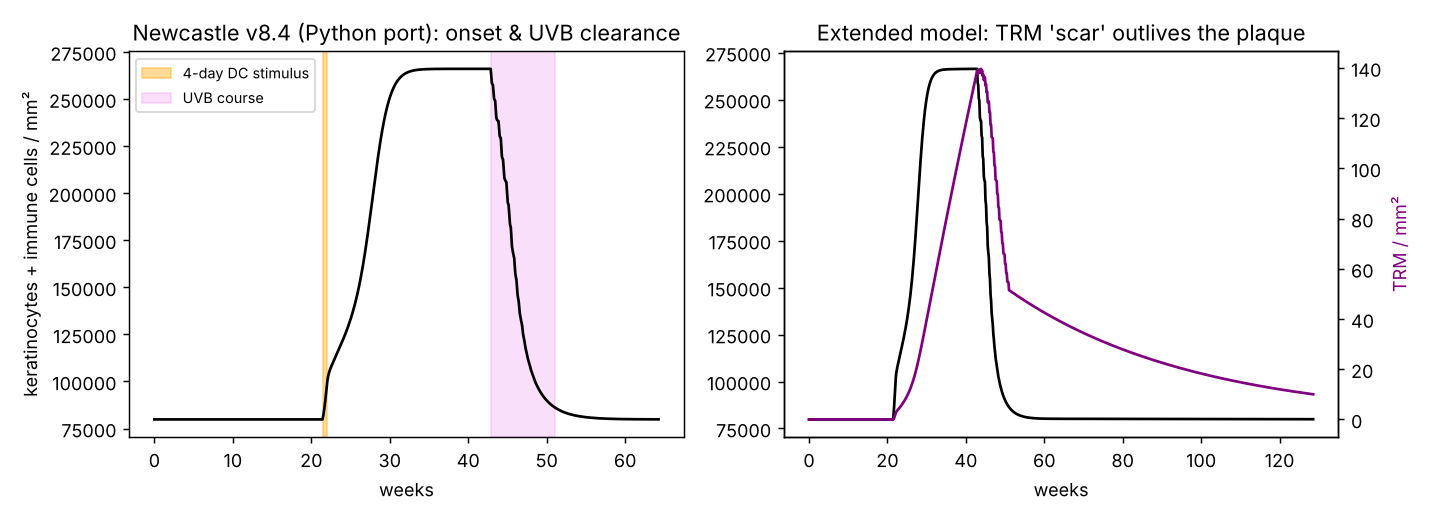 Newcastle v8.4 (Python port): onset & UVB clearance
275000
250000
225000
200000
175000
150000
125000
100000
75000
keratinocytes + immune cells / mm²
4-day DC stimulus
UVB course
0 10 20 30 40 50 60
weeks
Extended model: TRM 'scar' outlives the plaque
275000
250000
225000
200000
175000
150000
125000
100000
75000
140
120
100
80
60
40
20
0
TRM / mm²
0 20 40 60 80 100 120
weeks